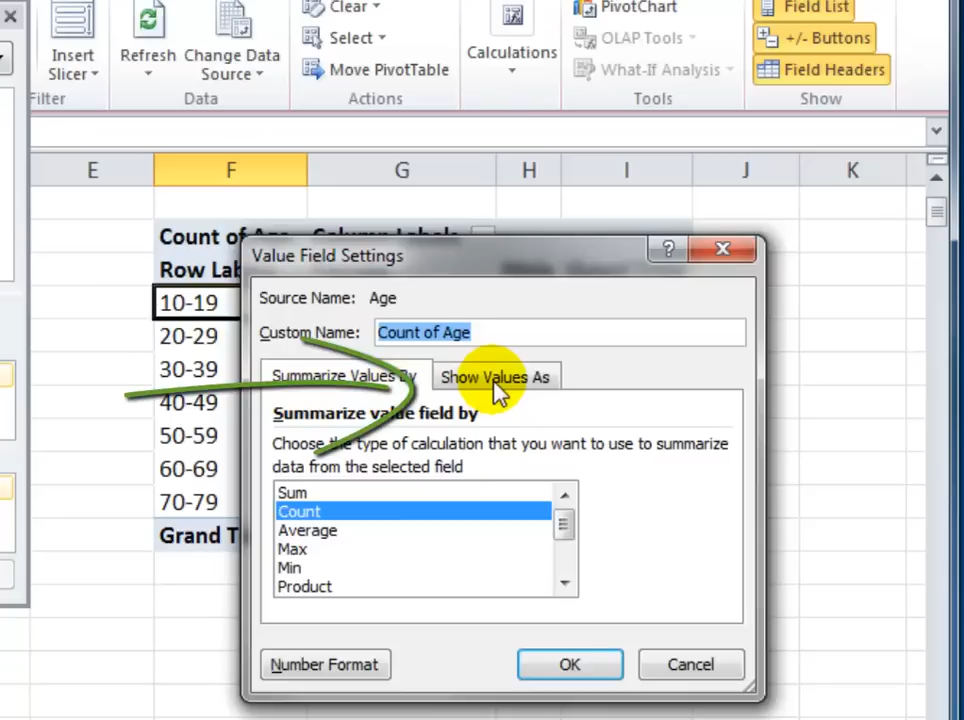 Clear
PivotChart
Field List
Insert Slicer
Refresh
Change Data Source
Select
Calculations
OLAP Tools
+/- Buttons
Move PivotTable
What-If Analysis
Field Headers
Filter
Data
Actions
Tools
Show
E F G H I J K
Count of Age
Column Labels
Row Lab
10-19
20-29
30-39
40-49
50-59
60-69
70-79
Grand T
Value Field Settings
?
Source Name: Age
Custom Name: Count of Age
Summarize Values By
Show Values As
Summarize value field by
Choose the type of calculation that you want to use to summarize
data from the selected field
Sum
Count
Average
Max
Min
Product
Number Format
OK
Cancel